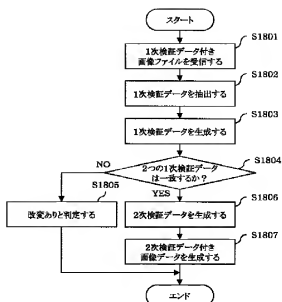 スタート
S1801
1次検証データ付き
画像ファイルを受信する
S1802
1次検証データを抽出する
S1803
1次検証データを生成する
S1804
2つの1次検証データ
は一致するか?
NO
YES
S1805
改変ありと判定する
S1806
2次検証データを生成する
S1807
2次検証データ付き
画像データを生成する
エンド